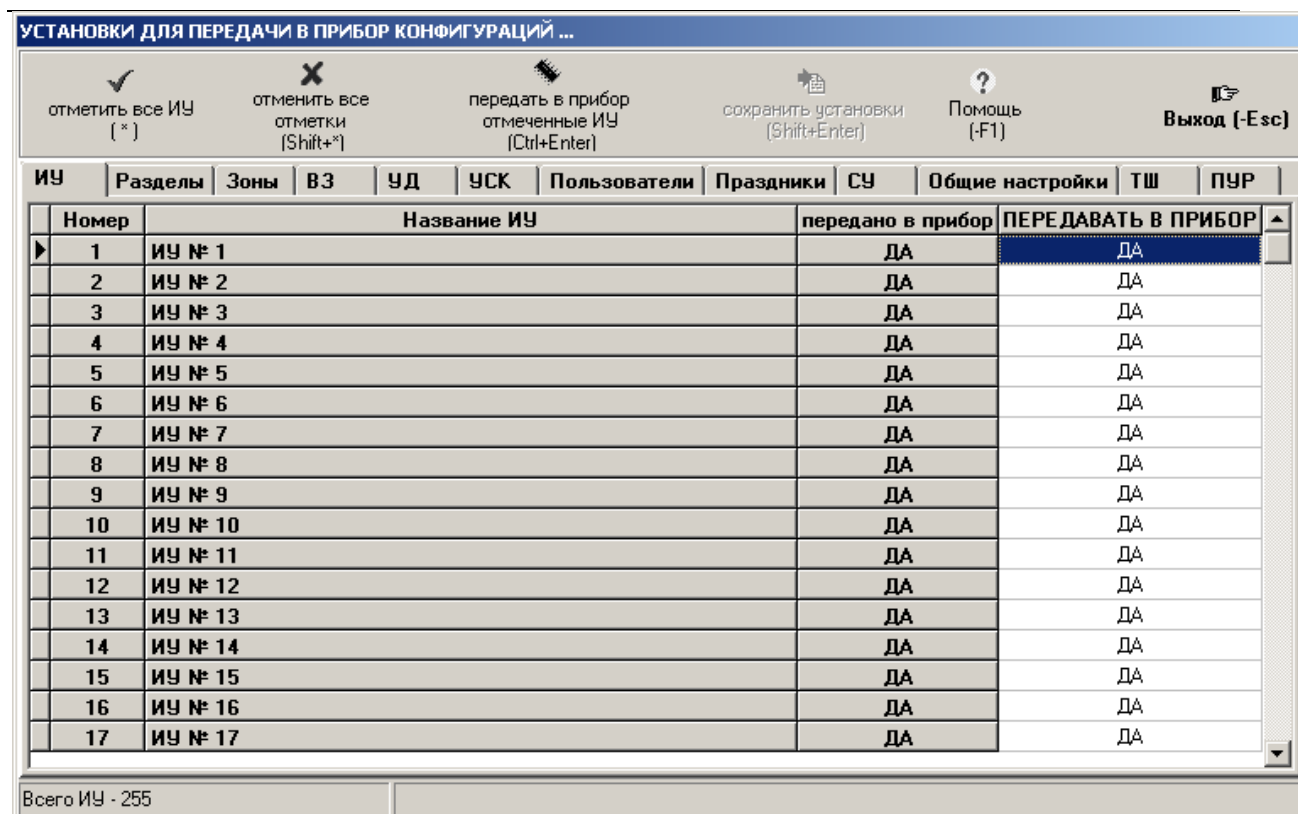 УСТАНОВКИ ДЛЯ ПЕРЕДАЧИ В ПРИБОР КОНФИГУРАЦИЙ ...
отметить все ИУ
( * )
отменить все
отметки
(Shift+*)
передать в прибор
отмеченные ИУ
(Ctrl+Enter)
сохранить установки
(Shift+Enter)
Помощь
(-F1)
Выход (-Esc)
ИУ Разделы Зоны ВЗ УД УСК Пользователи Праздники СУ Общие настройки ТШ ПУР
Номер Название ИУ передано в прибор ПЕРЕДАВАТЬ В ПРИБОР
1 ИУ № 1 ДА ДА
2 ИУ № 2 ДА ДА
3 ИУ № 3 ДА ДА
4 ИУ № 4 ДА ДА
5 ИУ № 5 ДА ДА
6 ИУ № 6 ДА ДА
7 ИУ № 7 ДА ДА
8 ИУ № 8 ДА ДА
9 ИУ № 9 ДА ДА
10 ИУ № 10 ДА ДА
11 ИУ № 11 ДА ДА
12 ИУ № 12 ДА ДА
13 ИУ № 13 ДА ДА
14 ИУ № 14 ДА ДА
15 ИУ № 15 ДА ДА
16 ИУ № 16 ДА ДА
17 ИУ № 17 ДА ДА
Всего ИУ - 255